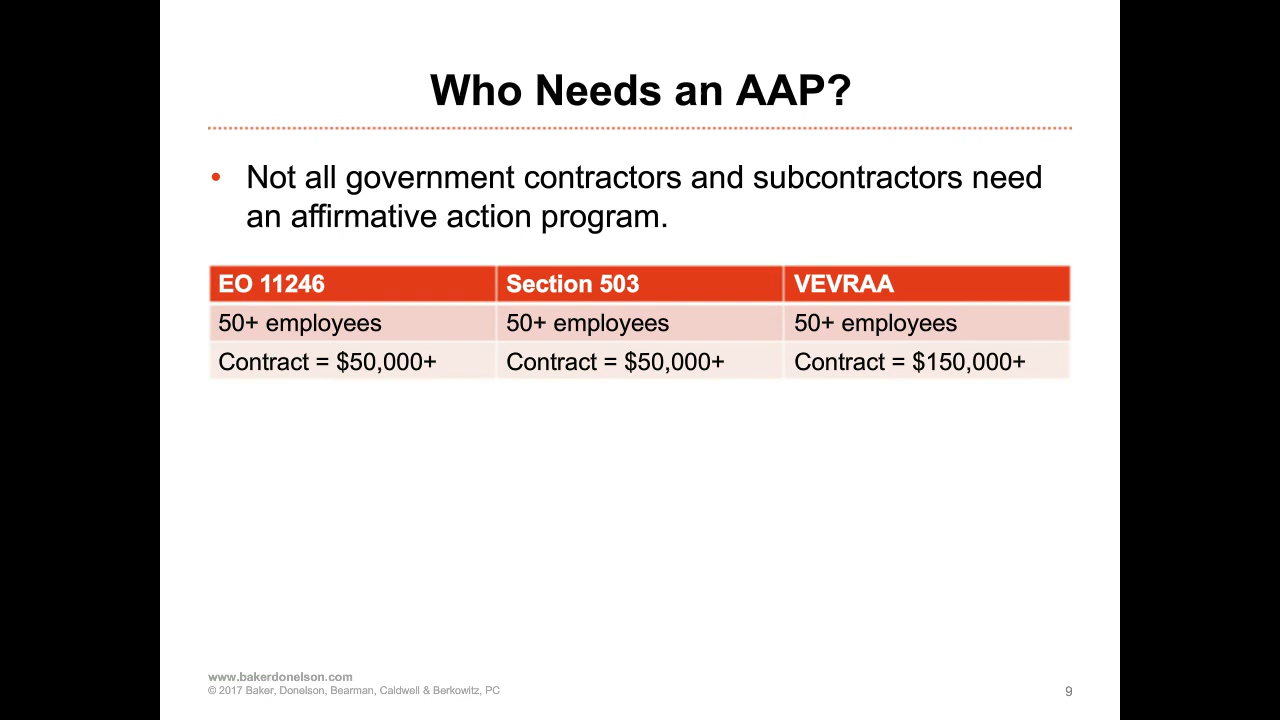 Who Needs an AAP?
• Not all government contractors and subcontractors need
an affirmative action program.
EO 11246 Section 503 VEVRAA
50+ employees 50+ employees 50+ employees
Contract = $50,000+ Contract = $50,000+ Contract = $150,000+
www.bakerdonelson.com
© 2017 Baker, Donelson, Bearman, Caldwell & Berkowitz, PC
9